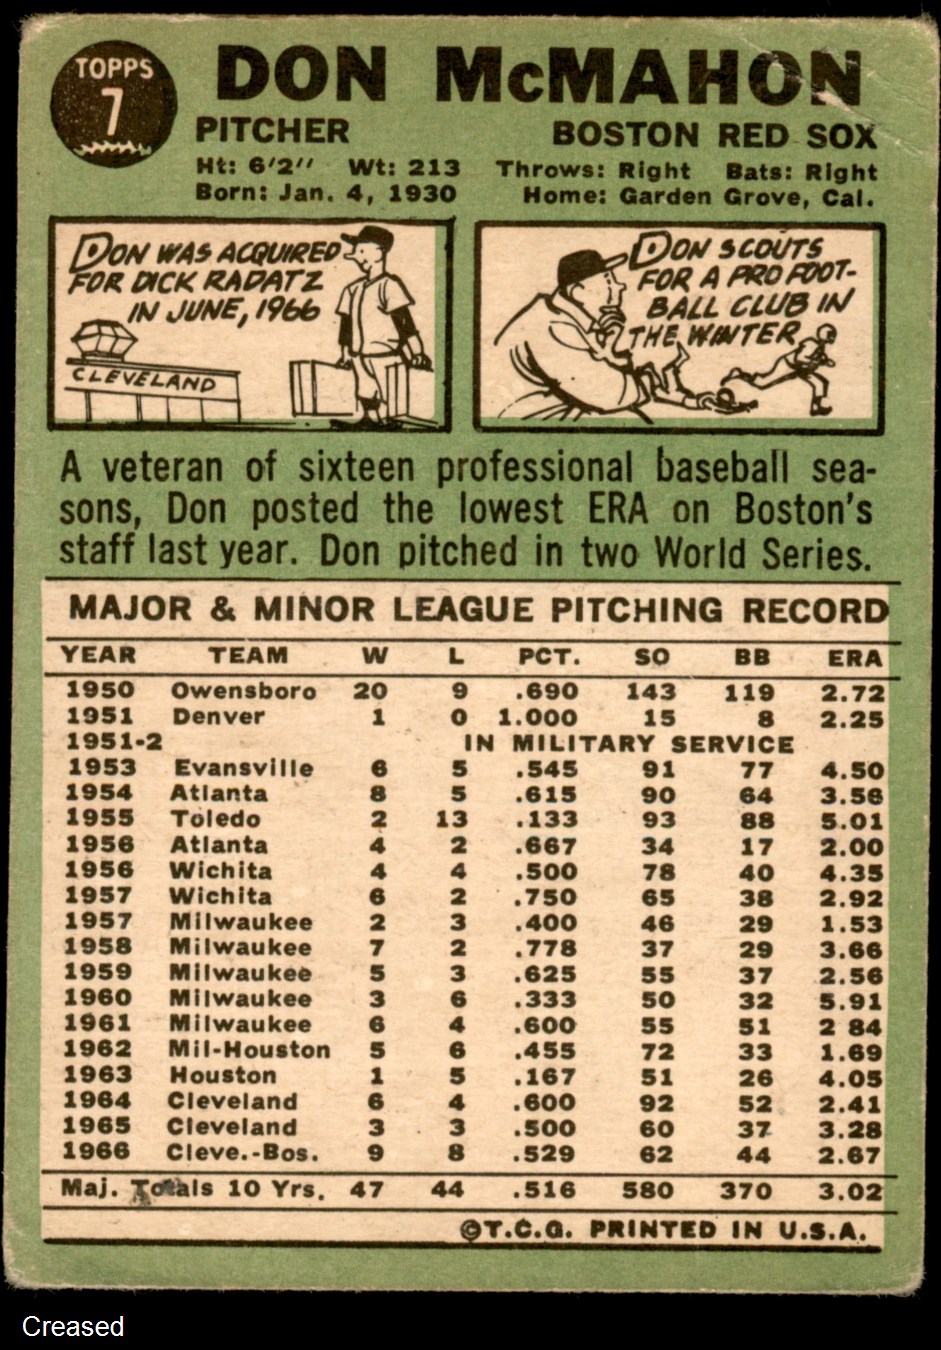 TOPPS
7
DON McMAHON
PITCHER BOSTON RED SOX
Ht: 6'2" Wt: 213 Throws: Right Bats: Right
Born: Jan. 4, 1930 Home: Garden Grove, Cal.
DON WAS ACQUIRED
FOR DICK RADATZ
IN JUNE, 1966
CLEVELAND
DON SCOUTS
FOR A PRO FOOT-
BALL CLUB IN
THE WINTER
A veteran of sixteen professional baseball sea-
sons, Don posted the lowest ERA on Boston's
staff last year. Don pitched in two World Series.
MAJOR & MINOR LEAGUE PITCHING RECORD
YEAR TEAM W L PCT. SO BB ERA
1950 Owensboro 20 9 .690 143 119 2.72
1951 Denver 1 0 1.000 15 8 2.25
1951-2 IN MILITARY SERVICE
1953 Evansville 6 5 .545 91 77 4.50
1954 Atlanta 8 5 .615 90 64 3.56
1955 Toledo 2 13 .133 93 88 5.01
1956 Atlanta 4 2 .667 34 17 2.00
1956 Wichita 4 4 .500 78 40 4.35
1957 Wichita 6 2 .750 65 38 2.92
1957 Milwaukee 2 3 .400 46 29 1.53
1958 Milwaukee 7 2 .778 37 29 3.66
1959 Milwaukee 5 3 .625 55 37 2.56
1960 Milwaukee 3 6 .333 50 32 5.91
1961 Milwaukee 6 4 .600 55 51 2 84
1962 Mil-Houston 5 6 .455 72 33 1.69
1963 Houston 1 5 .167 51 26 4.05
1964 Cleveland 6 4 .600 92 52 2.41
1965 Cleveland 3 3 .500 60 37 3.28
1966 Cleve.-Bos. 9 8 .529 62 44 2.67
Maj. Totals 10 Yrs. 47 44 .516 580 370 3.02
©T.C.G. PRINTED IN U.S.A.
Creased